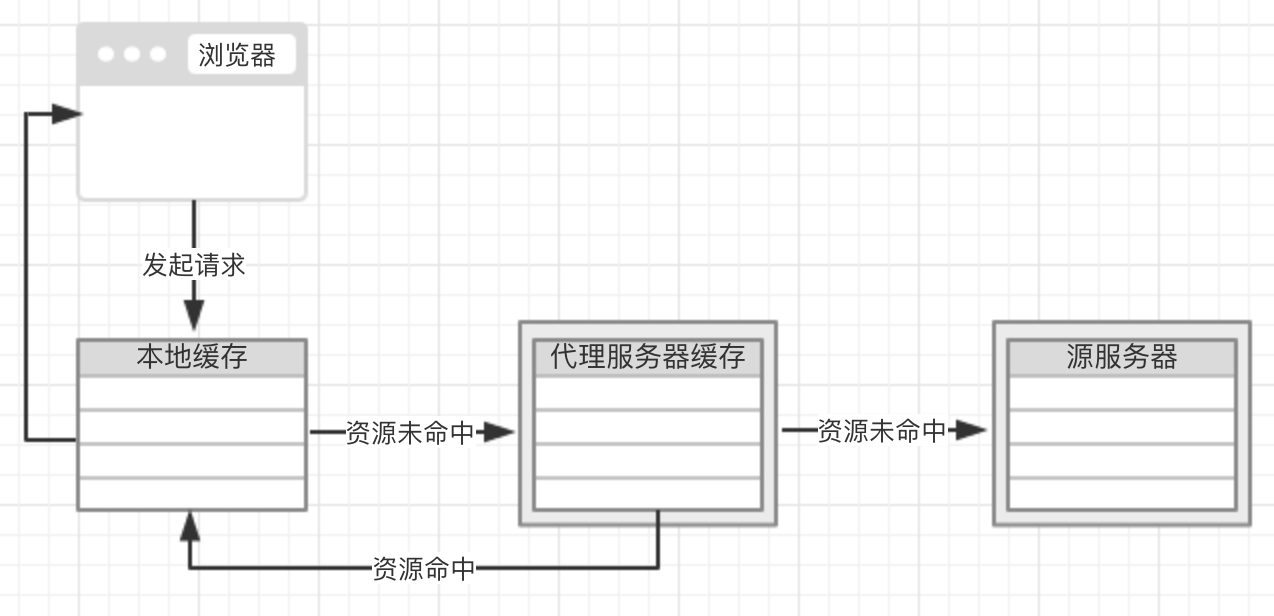 浏览器
发起请求
本地缓存
代理服务器缓存
源服务器
资源未命中
资源未命中
资源命中